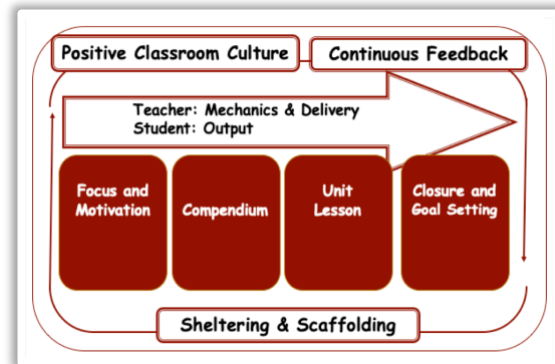 Positive Classroom Culture
Continuous Feedback
Teacher: Mechanics & Delivery
Student: Output
Focus and
Motivation
Compendium
Unit
Lesson
Closure and
Goal Setting
Sheltering & Scaffolding